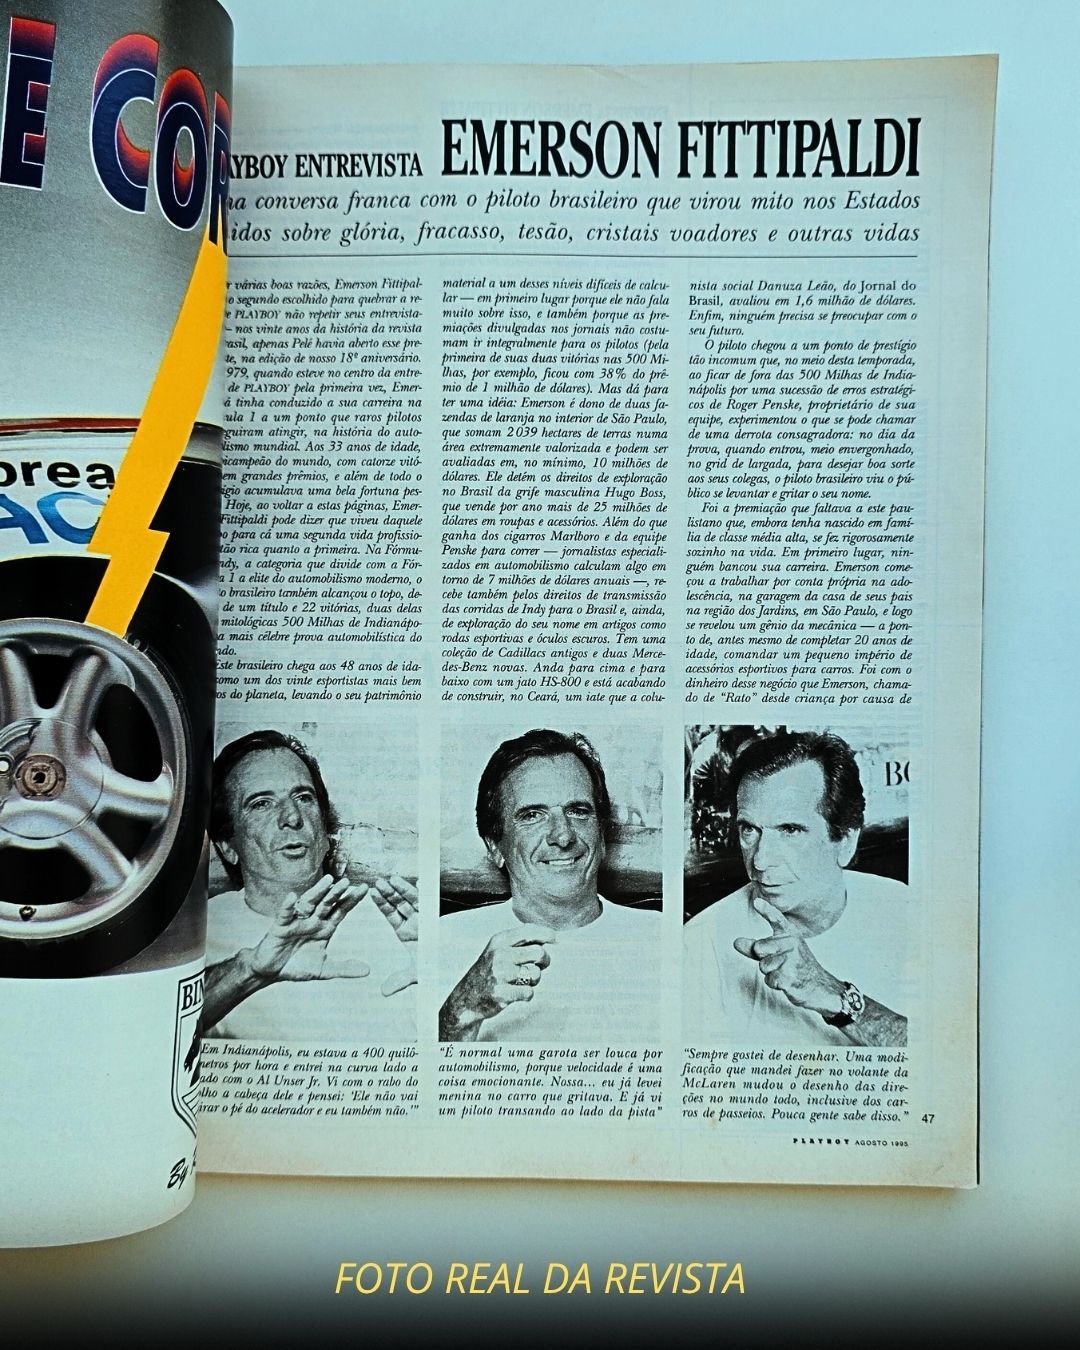 E COR
orea
AC
BIN
By
YBOY ENTREVISTA EMERSON FITTIPALDI
a conversa franca com o piloto brasileiro que virou mito nos Estados
idos sobre glória, fracasso, tesão, cristais voadores e outras vidas
r várias boas razões, Emerson Fittipal-
o segundo escolhido para quebrar a re-
e PLAYBOY não repetir seus entrevista-
– nos vinte anos da história da revista
rasil, apenas Pelé havia aberto esse pre-
te, na edição de nosso 18º aniversário.
979, quando esteve no centro da entre-
de PLAYBOY pela primeira vez, Emer-
á tinha conduzido a sua carreira na
ula 1 a um ponto que raros pilotos
guiram atingir, na história do auto-
lismo mundial. Aos 33 anos de idade,
icampeão do mundo, com catorze vitó-
em grandes prêmios, e além de todo o
ígio acumulava uma bela fortuna pes-
Hoje, ao voltar a estas páginas, Emer-
Fittipaldi pode dizer que viveu daquele
o para cá uma segunda vida profissio-
tão rica quanto a primeira. Na Fórmu-
ndy, a categoria que divide com a Fór-
a 1 a elite do automobilismo moderno, o
o brasileiro também alcançou o topo, de-
de um título e 22 vitórias, duas delas
mitológicas 500 Milhas de Indianápo-
a mais célebre prova automobilística do
ndo.
Este brasileiro chega aos 48 anos de ida-
como um dos vinte esportistas mais bem
os do planeta, levando o seu patrimônio
material a um desses níveis difíceis de calcu-
lar — em primeiro lugar porque ele não fala
muito sobre isso, e também porque as pre-
miações divulgadas nos jornais não costu-
mam ir integralmente para os pilotos (pela
primeira de suas duas vitórias nas 500 Mi-
lhas, por exemplo, ficou com 38% do prê-
mio de 1 milhão de dólares). Mas dá para
ter uma idéia: Emerson é dono de duas fa-
zendas de laranja no interior de São Paulo,
que somam 2 039 hectares de terras numa
área extremamente valorizada e podem ser
avaliadas em, no mínimo, 10 milhões de
dólares. Ele detém os direitos de exploração
no Brasil da grife masculina Hugo Boss,
que vende por ano mais de 25 milhões de
dólares em roupas e acessórios. Além do que
ganha dos cigarros Marlboro e da equipe
Penske para correr — jornalistas especiali-
zados em automobilismo calculam algo em
torno de 7 milhões de dólares anuais —, re-
cebe também pelos direitos de transmissão
das corridas de Indy para o Brasil e, ainda,
de exploração do seu nome em artigos como
rodas esportivas e óculos escuros. Tem uma
coleção de Cadillacs antigos e duas Merce-
des-Benz novas. Anda para cima e para
baixo com um jato HS-800 e está acabando
de construir, no Ceará, um iate que a colu-
nista social Danuza Leão, do Jornal do
Brasil, avaliou em 1,6 milhão de dólares.
Enfim, ninguém precisa se preocupar com o
seu futuro.
O piloto chegou a um ponto de prestígio
tão incomum que, no meio desta temporada,
ao ficar de fora das 500 Milhas de India-
nápolis por uma sucessão de erros estratégi-
cos de Roger Penske, proprietário de sua
equipe, experimentou o que se pode chamar
de uma derrota consagradora: no dia da
prova, quando entrou, meio envergonhado,
no grid de largada, para desejar boa sorte
aos seus colegas, o piloto brasileiro viu o pú-
blico se levantar e gritar o seu nome.
Foi a premiação que faltava a este pau-
listano que, embora tenha nascido em famí-
lia de classe média alta, se fez rigorosamente
sozinho na vida. Em primeiro lugar, nin-
guém bancou sua carreira. Emerson come-
çou a trabalhar por conta própria na ado-
lescência, na garagem da casa de seus pais
na região dos Jardins, em São Paulo, e logo
se revelou um gênio da mecânica — a pon-
to de, antes mesmo de completar 20 anos de
idade, comandar um pequeno império de
acessórios esportivos para carros. Foi com o
dinheiro desse negócio que Emerson, chama-
do de “Rato” desde criança por causa de
BO
Em Indianápolis, eu estava a 400 quilô-
metros por hora e entrei na curva lado a
ado com o Al Unser Jr. Vi com o rabo do
olho a cabeça dele e pensei: 'Ele não vai
irar o pé do acelerador e eu também não.'”
“É normal uma garota ser louca por
automobilismo, porque velocidade é uma
coisa emocionante. Nossa... eu já levei
menina no carro que gritava. E já vi
um piloto transando ao lado da pista”
“Sempre gostei de desenhar. Uma modi-
ficação que mandei fazer no volante da
McLaren mudou o desenho das dire-
ções no mundo todo, inclusive dos car-
ros de passeios. Pouca gente sabe disso.”
47
PLAYBOY AGOSTO 1995
FOTO REAL DA REVISTA